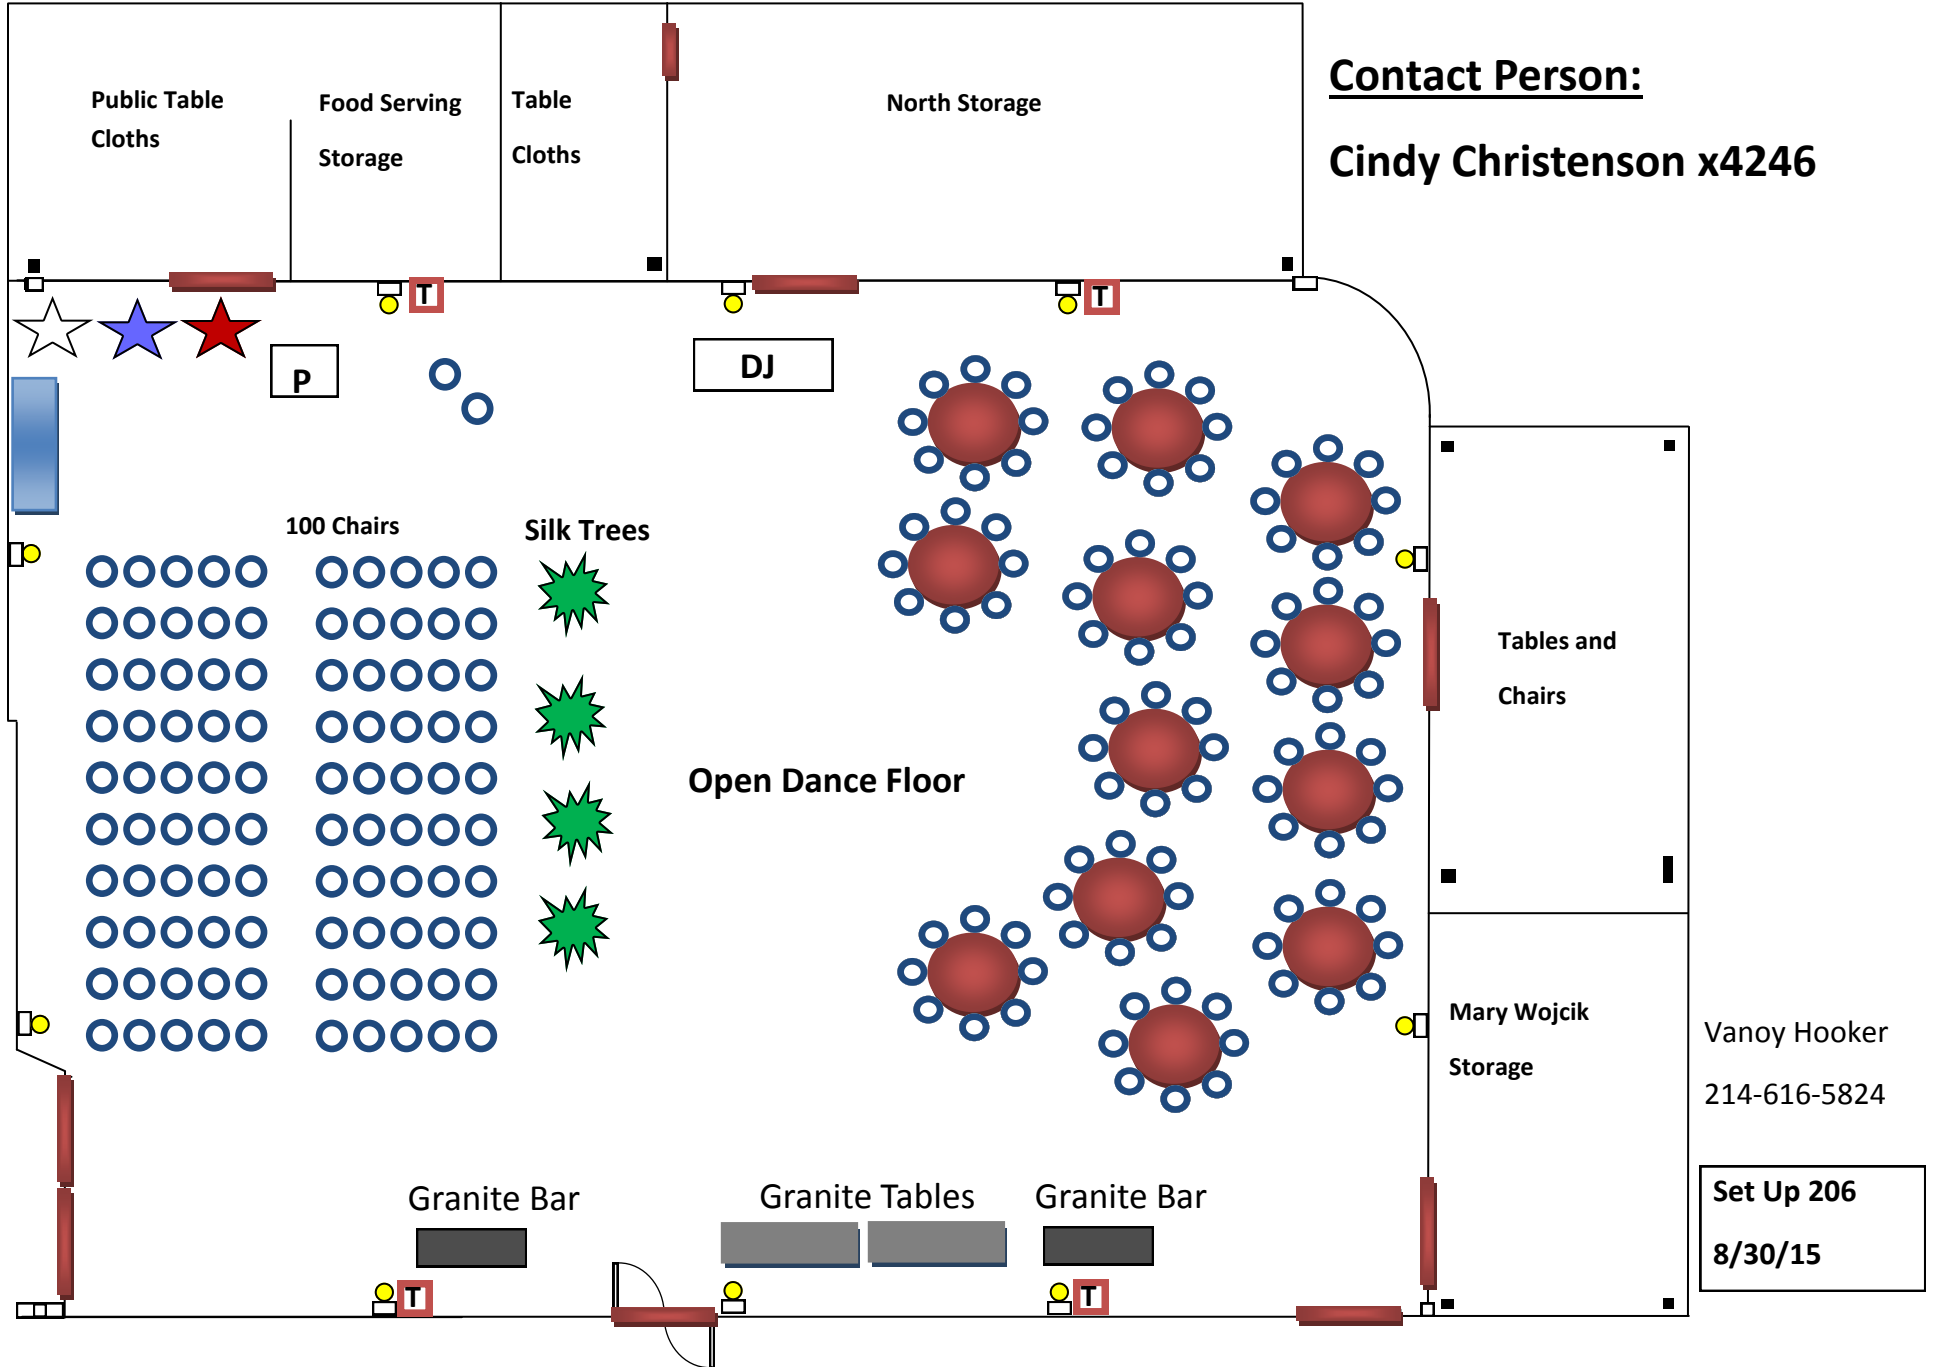 Public Table
Cloths
Food Serving
Storage
Table
Cloths
North Storage
Contact Person:
Cindy Christenson x4246
T
T
P
DJ
100 Chairs
Silk Trees
Open Dance Floor
Tables and
Chairs
Mary Wojcik
Storage
Vanoy Hooker
214-616-5824
Granite Bar
Granite Tables
Granite Bar
Set Up 206
8/30/15
T
T